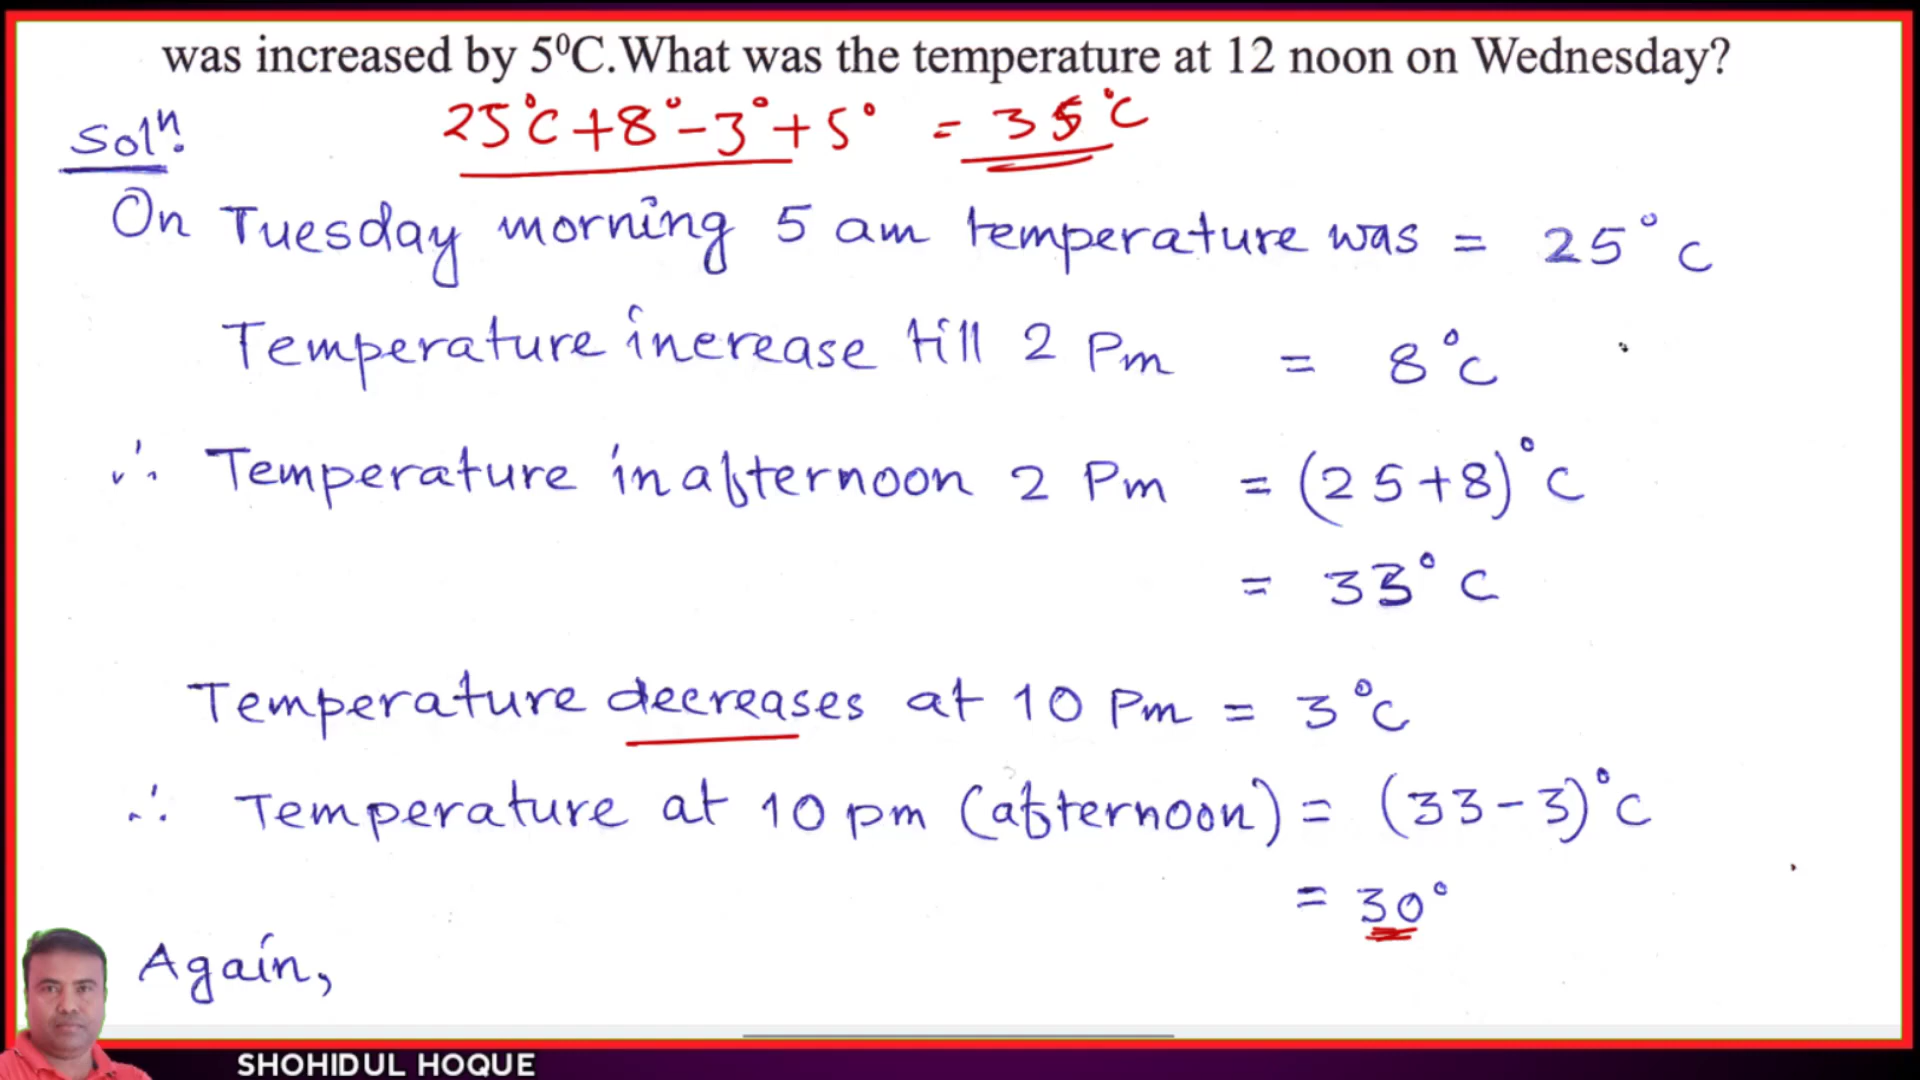 was increased by 5⁰C.What was the temperature at 12 noon on Wednesday?
25°C+8°-3°+5° = 35°C
Solⁿ.
On Tuesday morning 5 am temperature was = 25°C
Temperature increase till 2 Pm = 8°C
∴ Temperature in afternoon 2 Pm = (25+8)°C
= 33°C
Temperature decreases at 10 Pm = 3°C
∴ Temperature at 10 pm (afternoon) = (33-3)°C
= 30°
Again,
SHOHIDUL HOQUE